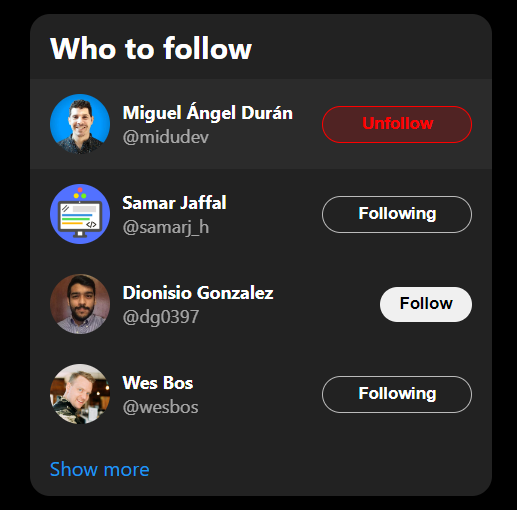 Who to follow
Miguel Ángel Durán
@midudev
Unfollow
Samar Jaffal
@samarj_h
Following
Dionisio Gonzalez
@dg0397
Follow
Wes Bos
@wesbos
Following
Show more